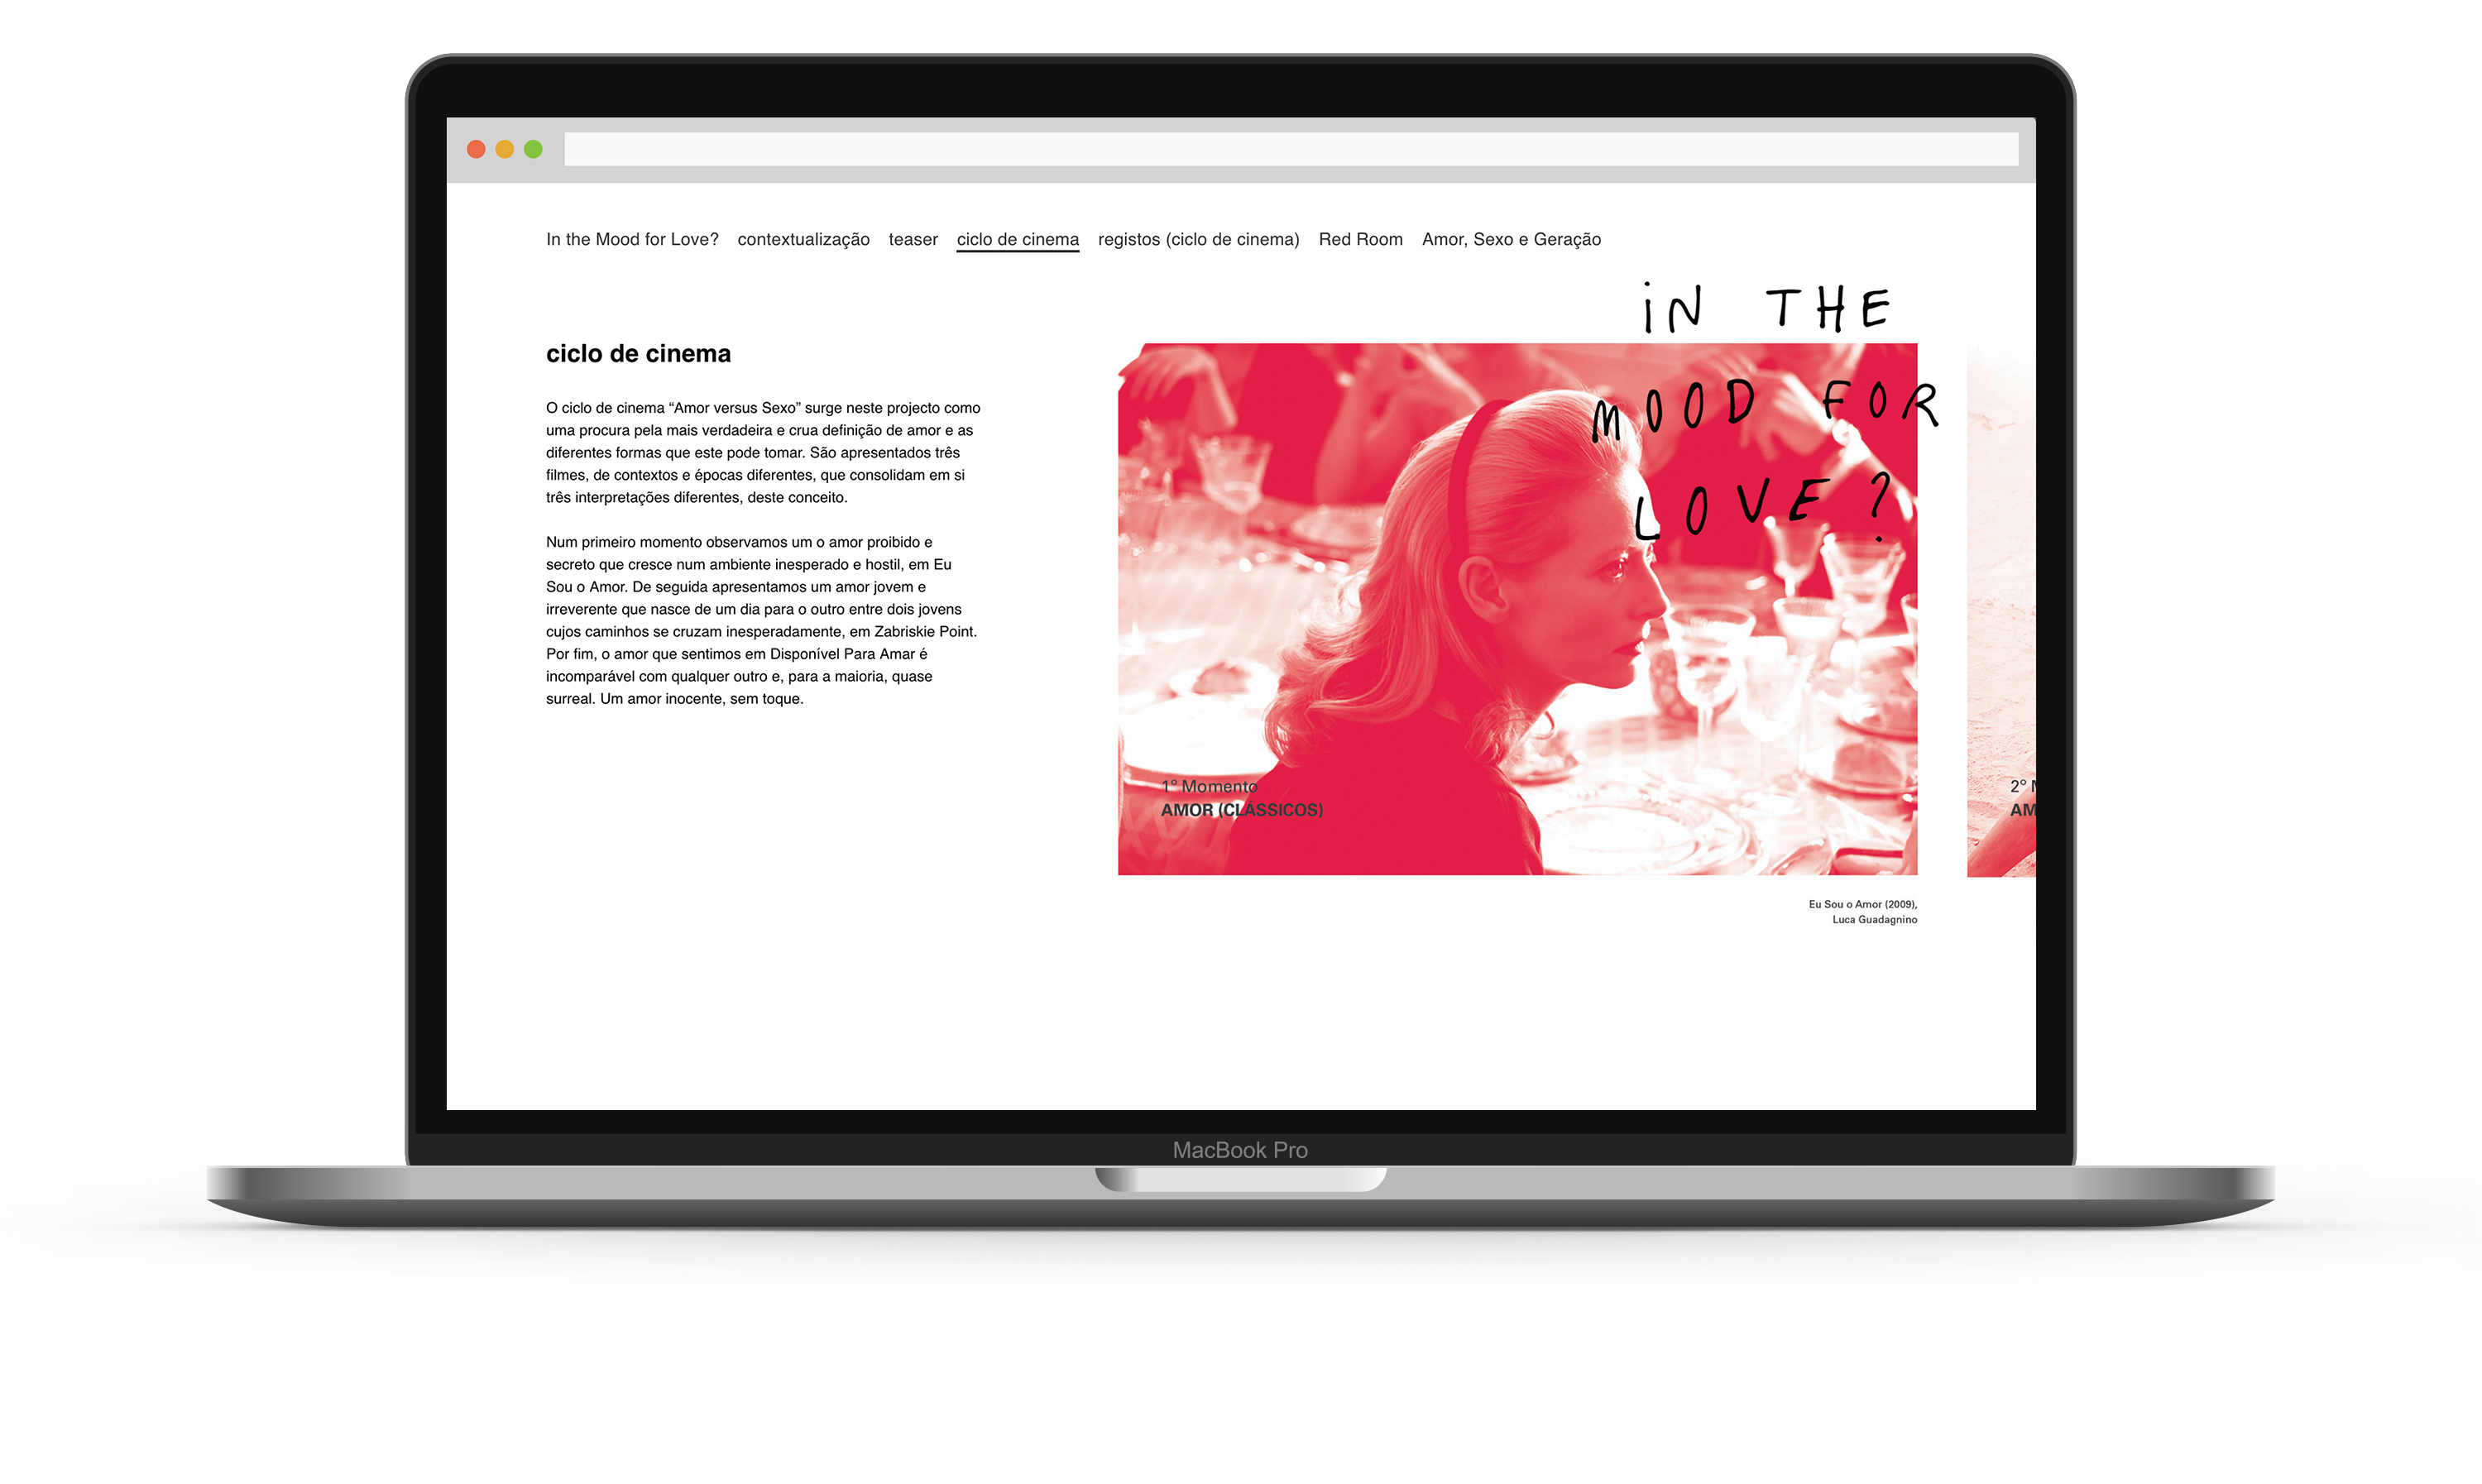 In the Mood for Love? contextualização teaser ciclo de cinema registos (ciclo de cinema) Red Room Amor, Sexo e Geração
ciclo de cinema
O ciclo de cinema “Amor versus Sexo” surge neste projecto como
uma procura pela mais verdadeira e crua definição de amor e as
diferentes formas que este pode tomar. São apresentados três
filmes, de contextos e épocas diferentes, que consolidam em si
três interpretações diferentes, deste conceito.
Num primeiro momento observamos um o amor proibido e
secreto que cresce num ambiente inesperado e hostil, em Eu
Sou o Amor. De seguida apresentamos um amor jovem e
irreverente que nasce de um dia para o outro entre dois jovens
cujos caminhos se cruzam inesperadamente, em Zabriskie Point.
Por fim, o amor que sentimos em Disponível Para Amar é
incomparável com qualquer outro e, para a maioria, quase
surreal. Um amor inocente, sem toque.
iN THE
MOOD FOR
LOVE?
1º Momento
AMOR (CLÁSSICOS)
Eu Sou o Amor (2009),
Luca Guadagnino
2º
AM
MacBook Pro